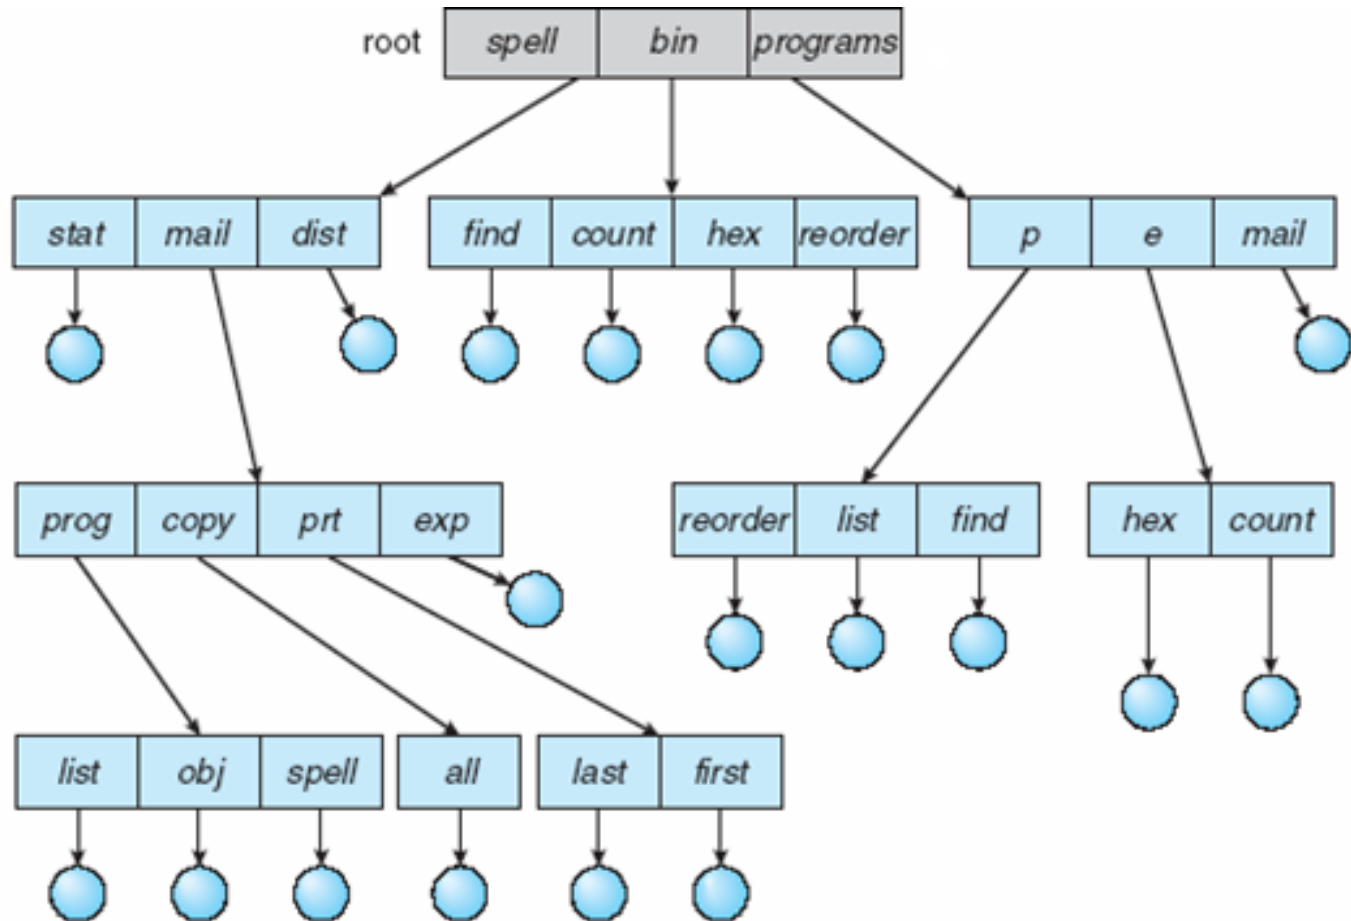 root spell bin programs
stat mail dist find count hex reorder p e mail
prog copy prt exp reorder list find hex count
list obj spell all last first